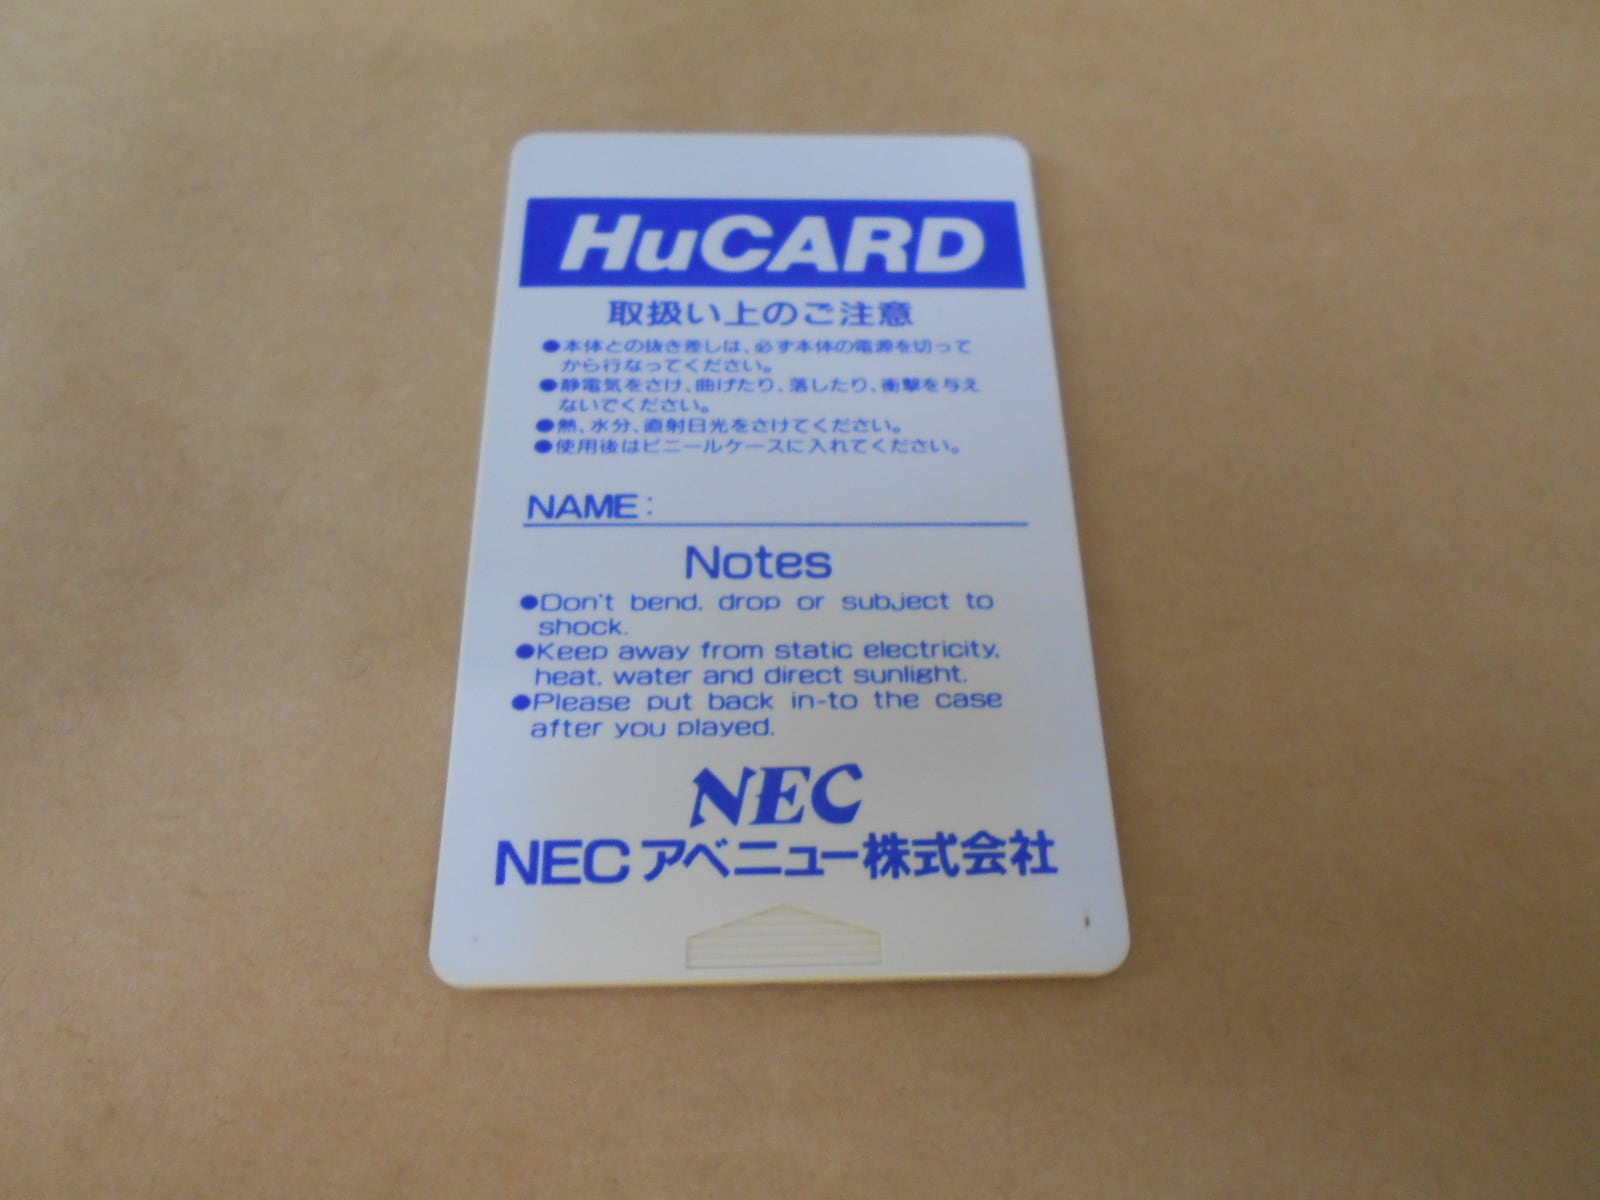 HuCARD
取扱い上のご注意
●本体との抜き差しは、必ず本体の電源を切って
から行なってください。
●静電気をさけ、曲げたり、落したり、衝撃を与え
ないでください。
●熱、水分、直射日光をさけてください。
●使用後はビニールケースに入れてください。
NAME:
Notes
●Don't bend, drop or subject to
shock.
●Keep away from static electricity,
heat, water and direct sunlight.
●Please put back in-to the case
after you played.
NEC
NECアベニュー株式会社